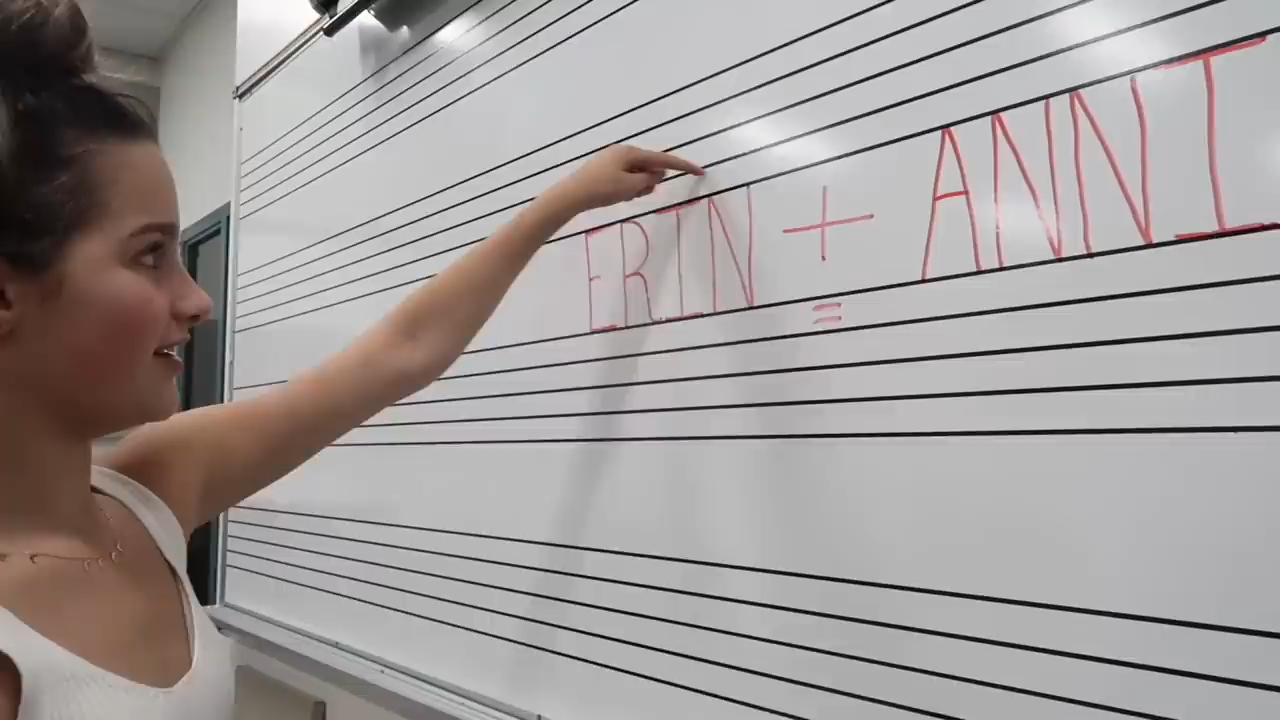 ERIN + ANNI
=